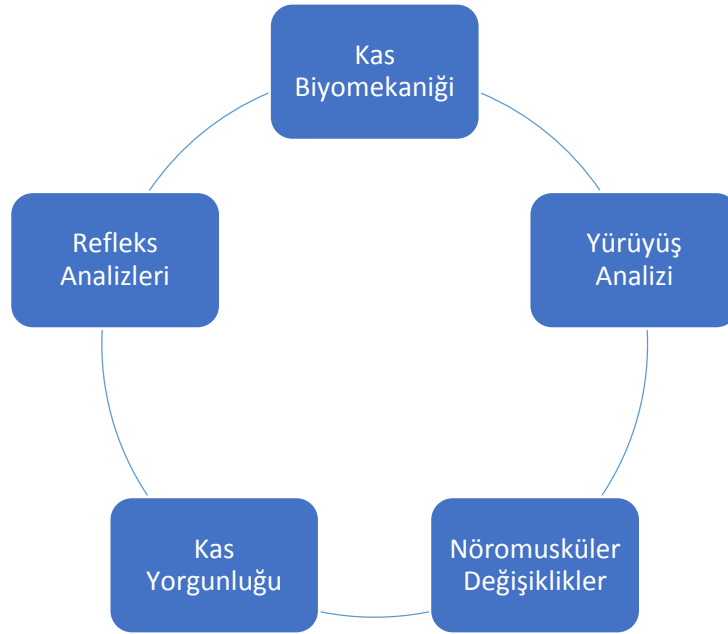 Kas
Biyomekaniği
Yürüyüş
Analizi
Nöromusküler
Değişiklikler
Kas
Yorgunluğu
Refleks
Analizleri